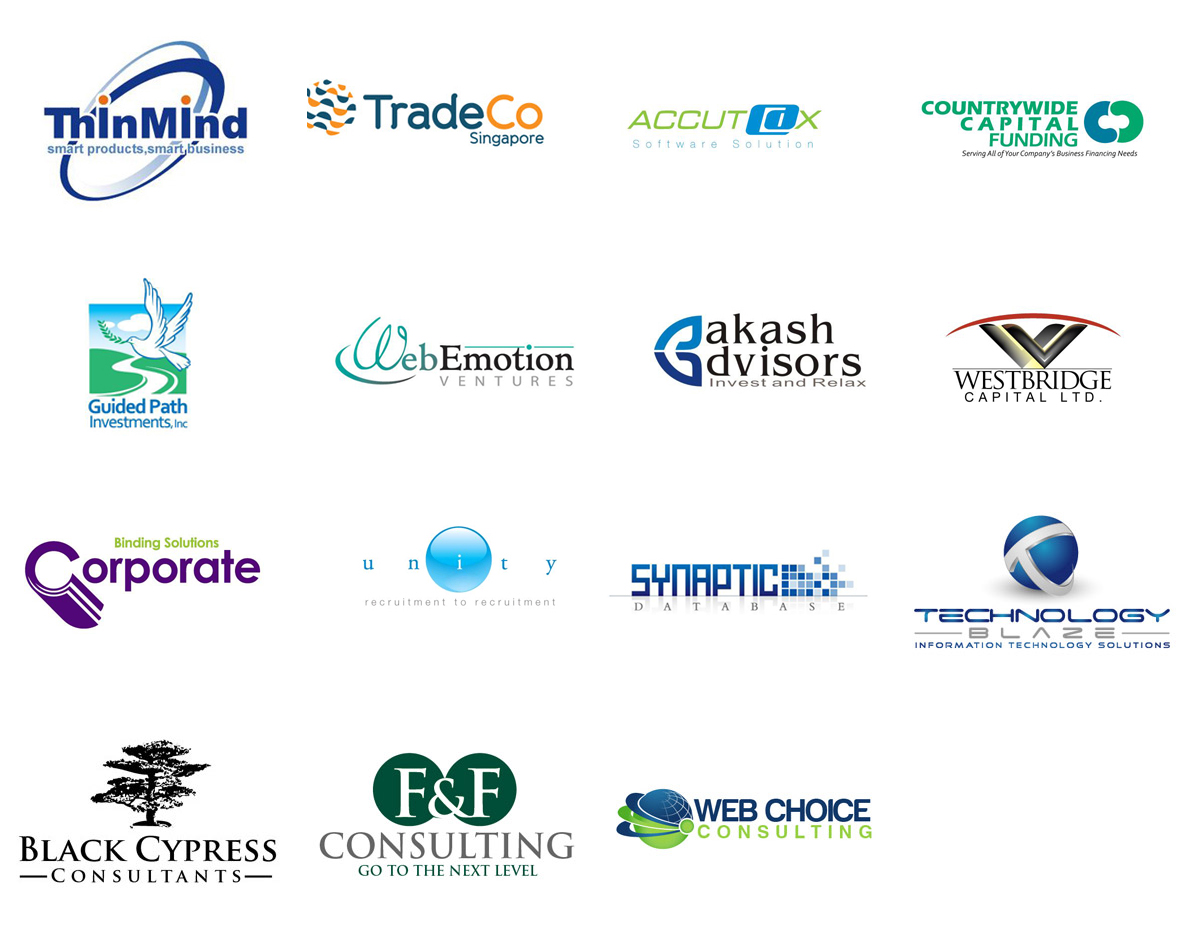 ThinMind
smart products,smart business
TradeCo
Singapore
ACCUTiX
Software Solution
COUNTRYWIDE
CAPITAL
FUNDING
Serving All of Your Company's Business Financing Needs
Guided Path
Investments, Inc
WebEmotion
VENTURES
akash
dvisors
Invest and Relax
WESTBRIDGE
CAPITAL LTD.
Binding Solutions
Corporate
unity
recruitment to recruitment
SYNAPTIC
DATABASE
TECHNOLOGY
BLAZE
INFORMATION TECHNOLOGY SOLUTIONS
BLACK CYPRESS
CONSULTANTS
F&F
CONSULTING
GO TO THE NEXT LEVEL
WEB CHOICE
CONSULTING